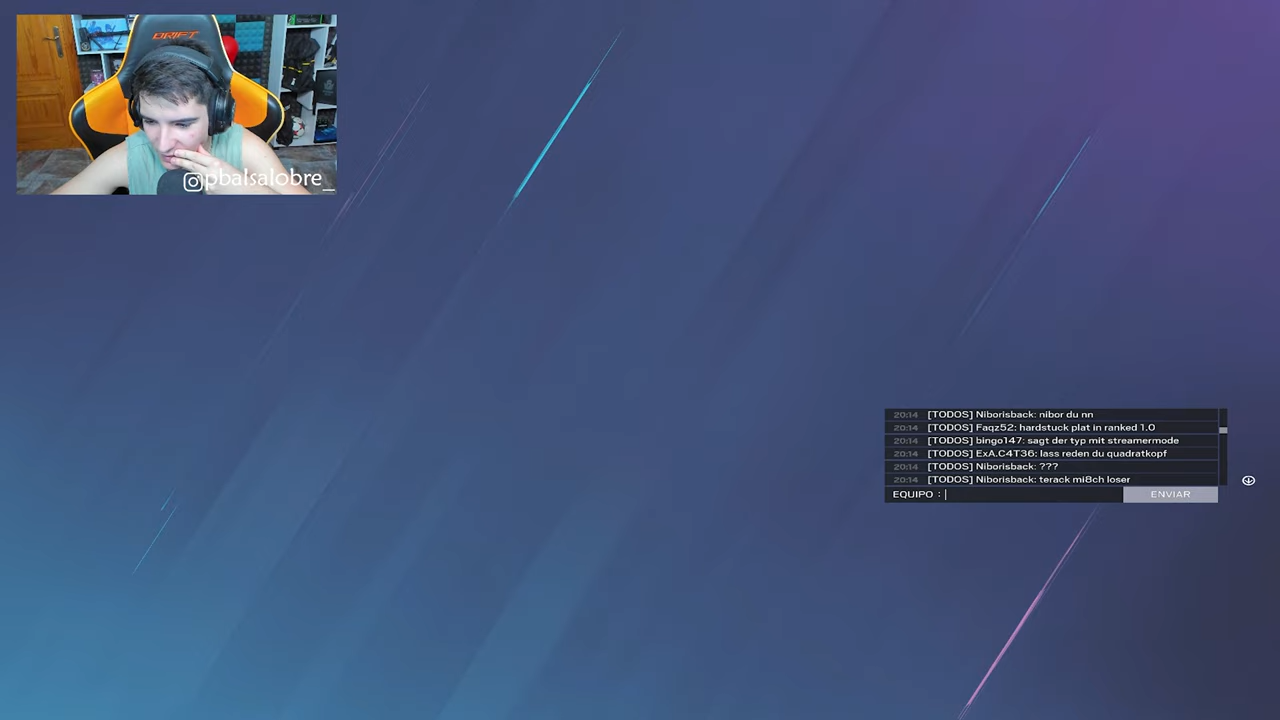 DRIFT
pbalsalobre_
20:14 [TODOS] Niborisback: nibor du nn
20:14 [TODOS] Faqz52: hardstuck plat in ranked 1.0
20:14 [TODOS] bingo147: sagt der typ mit streamermode
20:14 [TODOS] ExA.C4T36: lass reden du quadratkopf
20:14 [TODOS] Niborisback: ???
20:14 [TODOS] Niborisback: terack mi8ch loser
EQUIPO : ENVIAR